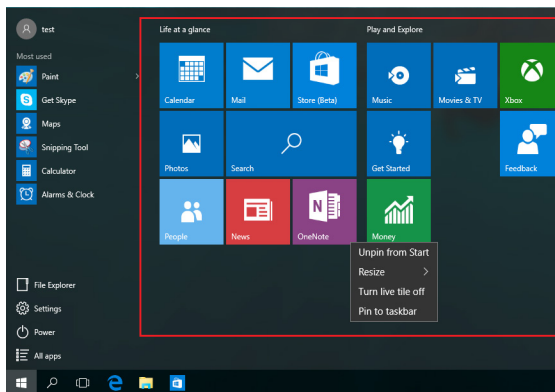 test
Most used
Paint
Get Skype
Maps
Snipping Tool
Calculator
Alarms & Clock
File Explorer
Settings
Power
All apps
Life at a glance
Calendar
Mail
Store (Beta)
Photos
Search
People
News
OneNote
Play and Explore
Music
Movies & TV
Xbox
Get Started
Feedback
Money
Unpin from Start
Resize
Turn live tile off
Pin to taskbar